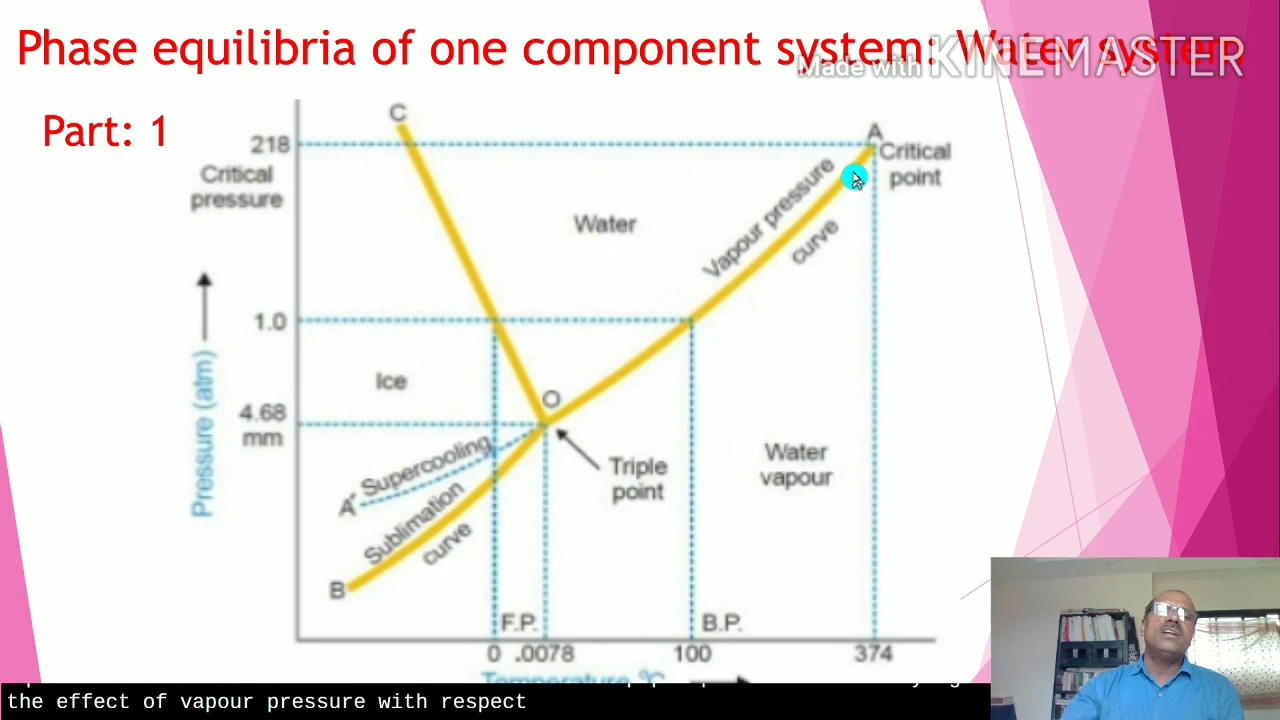 Phase equilibria of one component system: Water system
Made with KINEMASTER
Part: 1
C
A
218
Critical
pressure
Critical
point
Water
Vapour pressure
curve
1.0
Ice
O
4.68
mm
Pressure (atm)
Supercooling
A″
Triple
point
Water
vapour
Sublimation
curve
B
F.P.
B.P.
0 .0078 100 374
Temperature °C
the effect of vapour pressure with respect